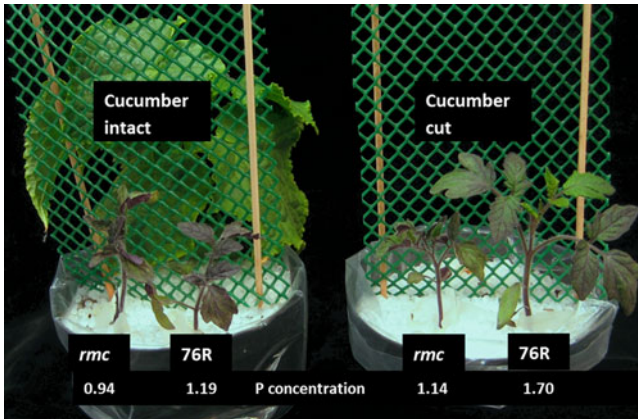 Cucumber
intact
Cucumber
cut
rmc
76R
rmc
76R
0.94 1.19 P concentration 1.14 1.70